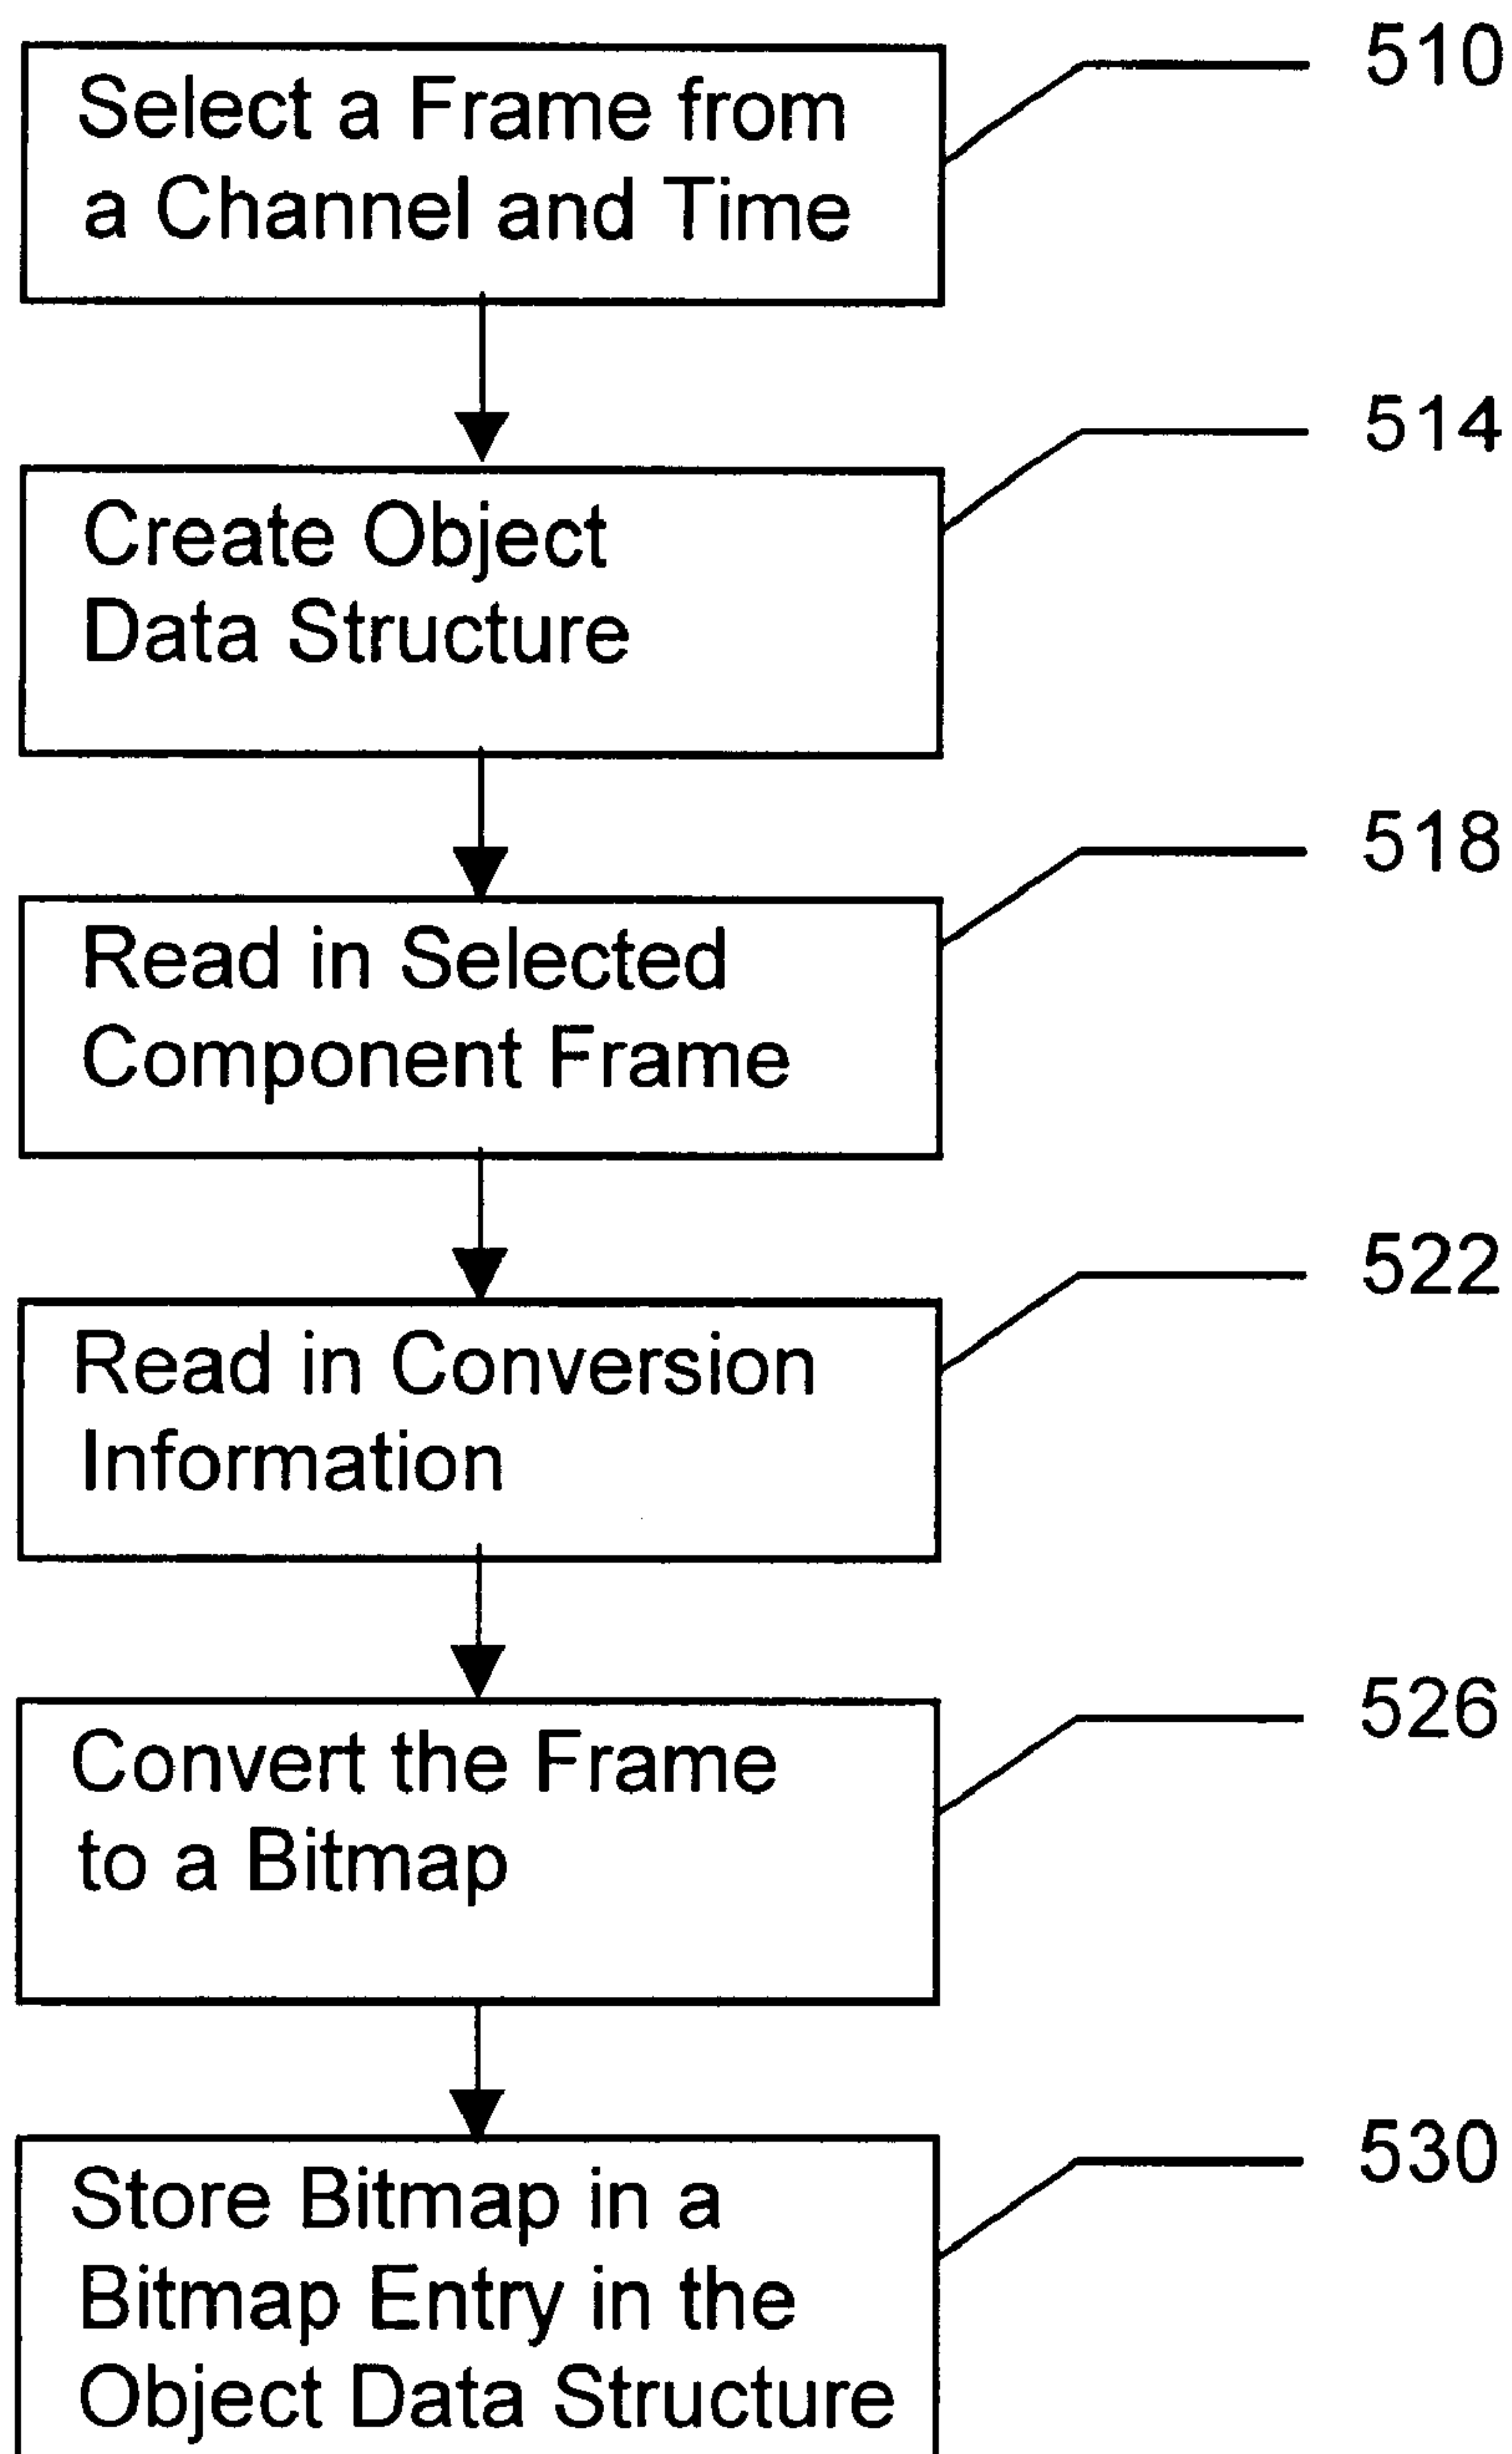 510
Select a Frame from
a Channel and Time
514
Create Object
Data Structure
518
Read in Selected
Component Frame
522
Read in Conversion
Information
526
Convert the Frame
to a Bitmap
530
Store Bitmap in a
Bitmap Entry in the
Object Data Structure